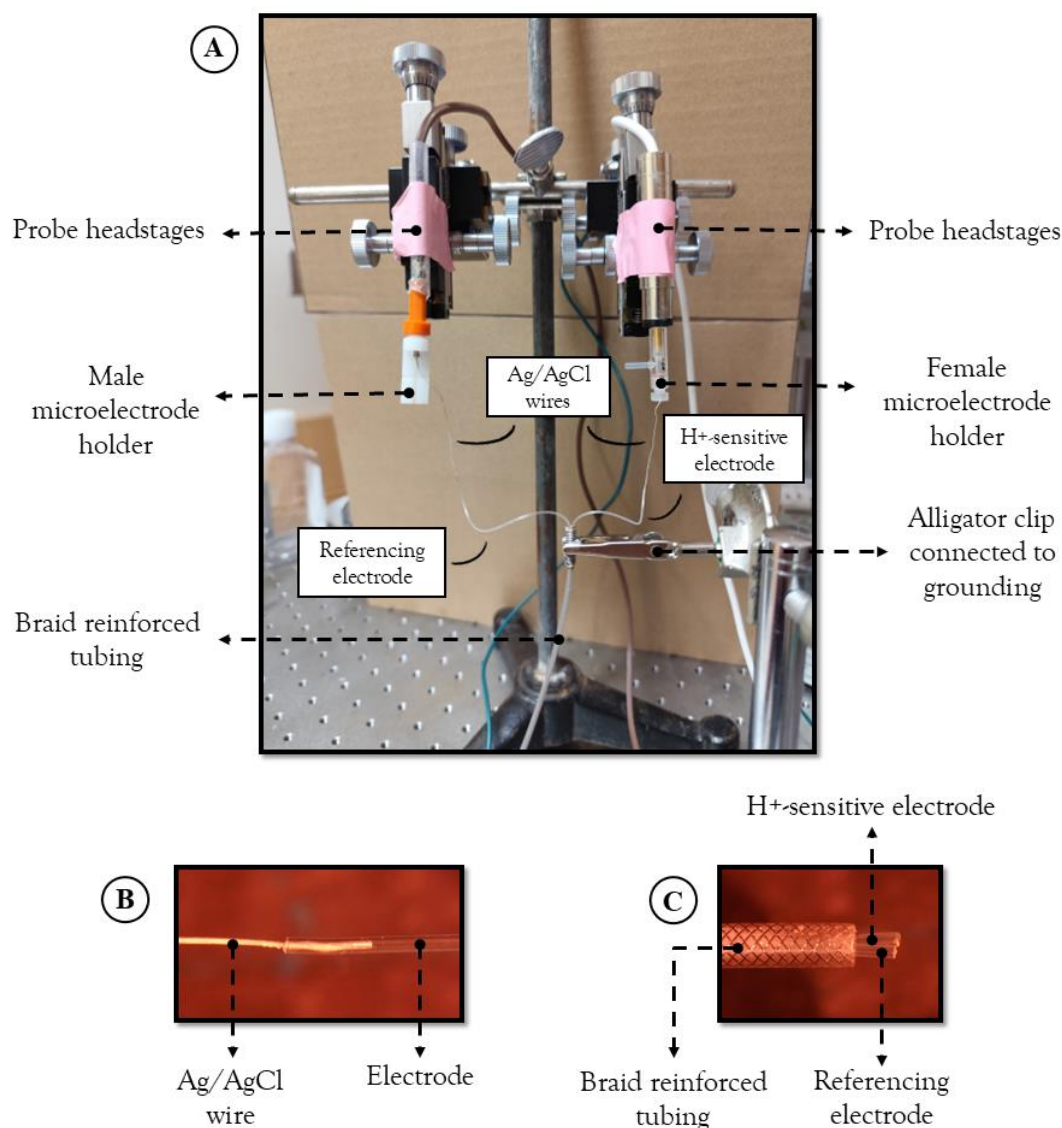 A
Probe headstages
Probe headstages
Male
microelectrode
holder
Ag/AgCl
wires
Female
microelectrode
holder
H+-sensitive
electrode
Referencing
electrode
Alligator clip
connected to
grounding
Braid reinforced
tubing
H+-sensitive electrode
B
C
Ag/AgCl
wire
Electrode
Braid reinforced
tubing
Referencing
electrode